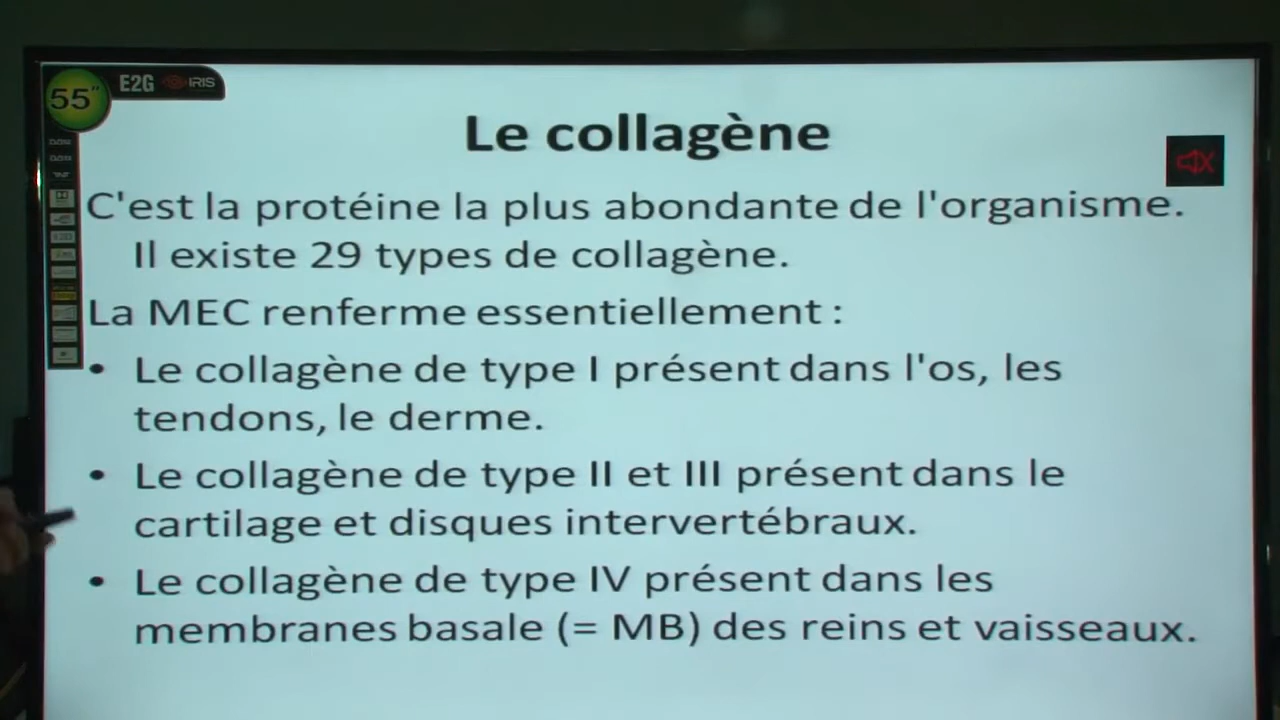 55"
E2G IRIS
Le collagène
C'est la protéine la plus abondante de l'organisme.
Il existe 29 types de collagène.
La MEC renferme essentiellement :
• Le collagène de type I présent dans l'os, les
tendons, le derme.
• Le collagène de type II et III présent dans le
cartilage et disques intervertébraux.
• Le collagène de type IV présent dans les
membranes basale (= MB) des reins et vaisseaux.